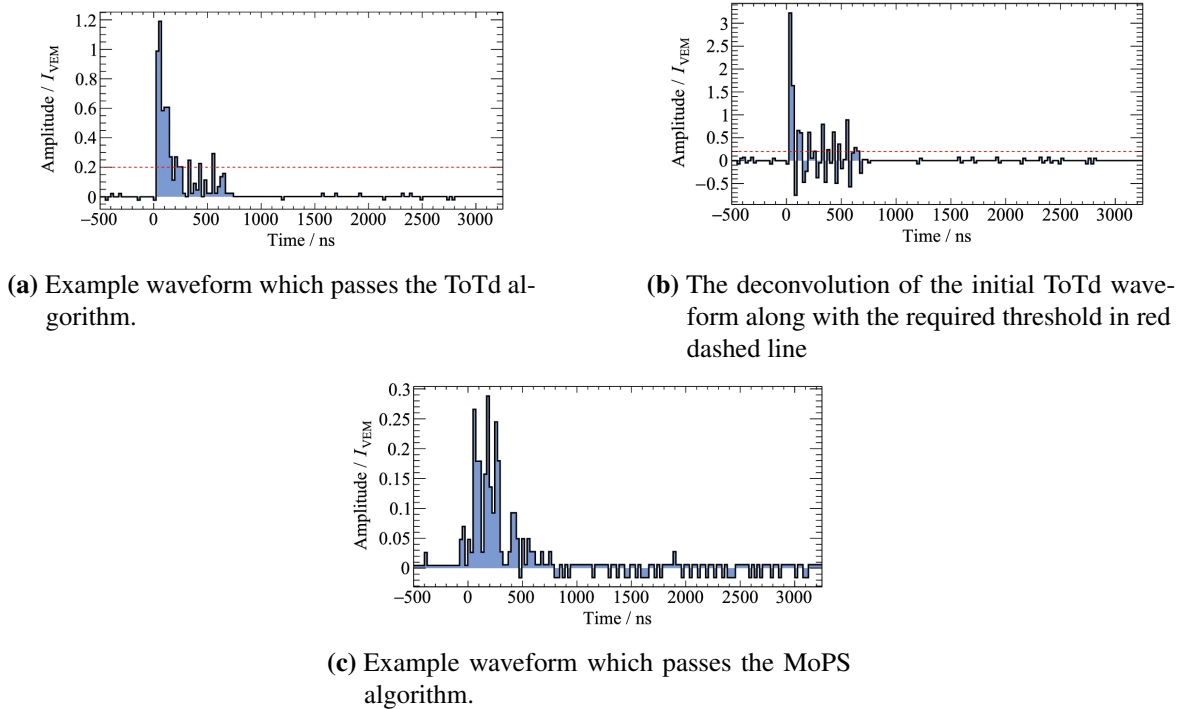 1.2
1
0.8
0.6
0.4
0.2
0
Amplitude / I_VEM
−500 0 500 1000 1500 2000 2500 3000
Time / ns
(a) Example waveform which passes the ToTd al-
gorithm.
3
2.5
2
1.5
1
0.5
0
−0.5
Amplitude / I_VEM
−500 0 500 1000 1500 2000 2500 3000
Time / ns
(b) The deconvolution of the initial ToTd wave-
form along with the required threshold in red
dashed line
0.3
0.25
0.2
0.15
0.1
0.05
0
Amplitude / I_VEM
−500 0 500 1000 1500 2000 2500 3000
Time / ns
(c) Example waveform which passes the MoPS
algorithm.